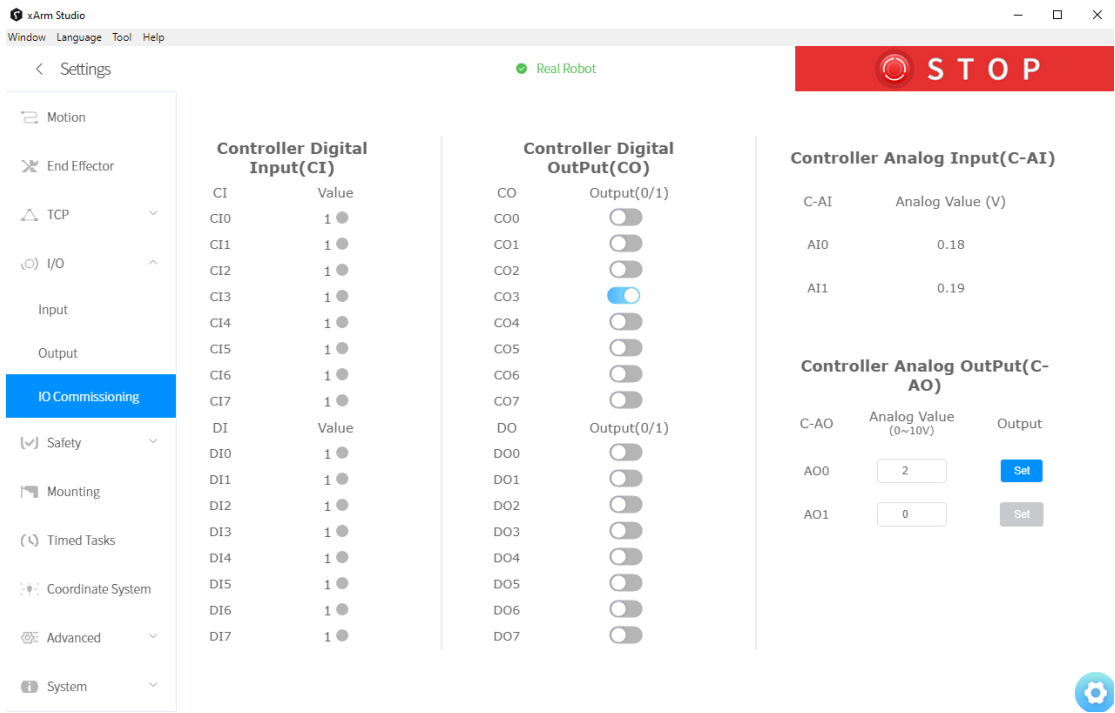 xArm Studio
Window Language Tool Help
Settings
Real Robot
STOP
Motion
End Effector
TCP
I/O
Input
Output
IO Commissioning
Safety
Mounting
Timed Tasks
Coordinate System
Advanced
System
Controller Digital
Input(CI)
CI Value
CI0 1
CI1 1
CI2 1
CI3 1
CI4 1
CI5 1
CI6 1
CI7 1
DI Value
DI0 1
DI1 1
DI2 1
DI3 1
DI4 1
DI5 1
DI6 1
DI7 1
Controller Digital
OutPut(CO)
CO Output(0/1)
CO0
CO1
CO2
CO3
CO4
CO5
CO6
CO7
DO Output(0/1)
DO0
DO1
DO2
DO3
DO4
DO5
DO6
DO7
Controller Analog Input(C-AI)
C-AI Analog Value (V)
AI0 0.18
AI1 0.19
Controller Analog OutPut(C-
AO)
C-AO Analog Value Output
(0~10V)
AO0 2 Set
AO1 0 Set